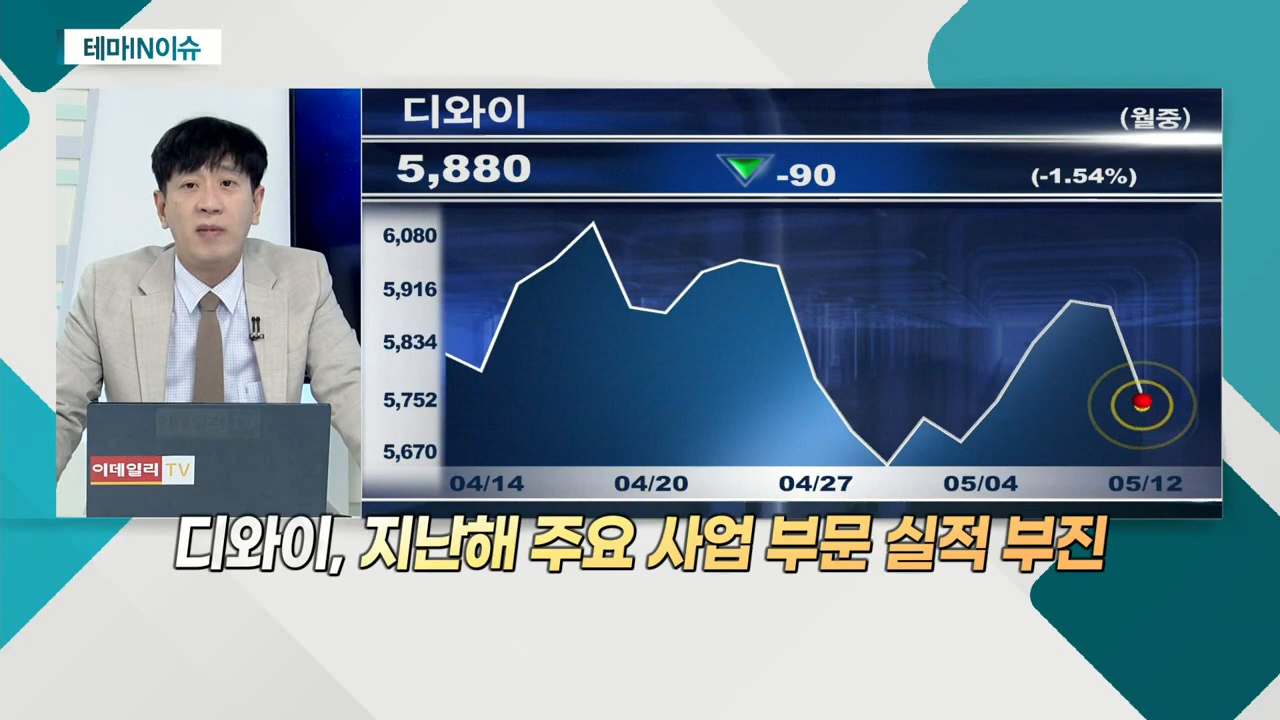 테마IN이슈
디와이
(월중)
5,880
-90
(-1.54%)
6,080
5,916
5,834
5,752
5,670
04/14 04/20 04/27 05/04 05/12
이데일리 TV
디와이, 지난해 주요 사업 부문 실적 부진